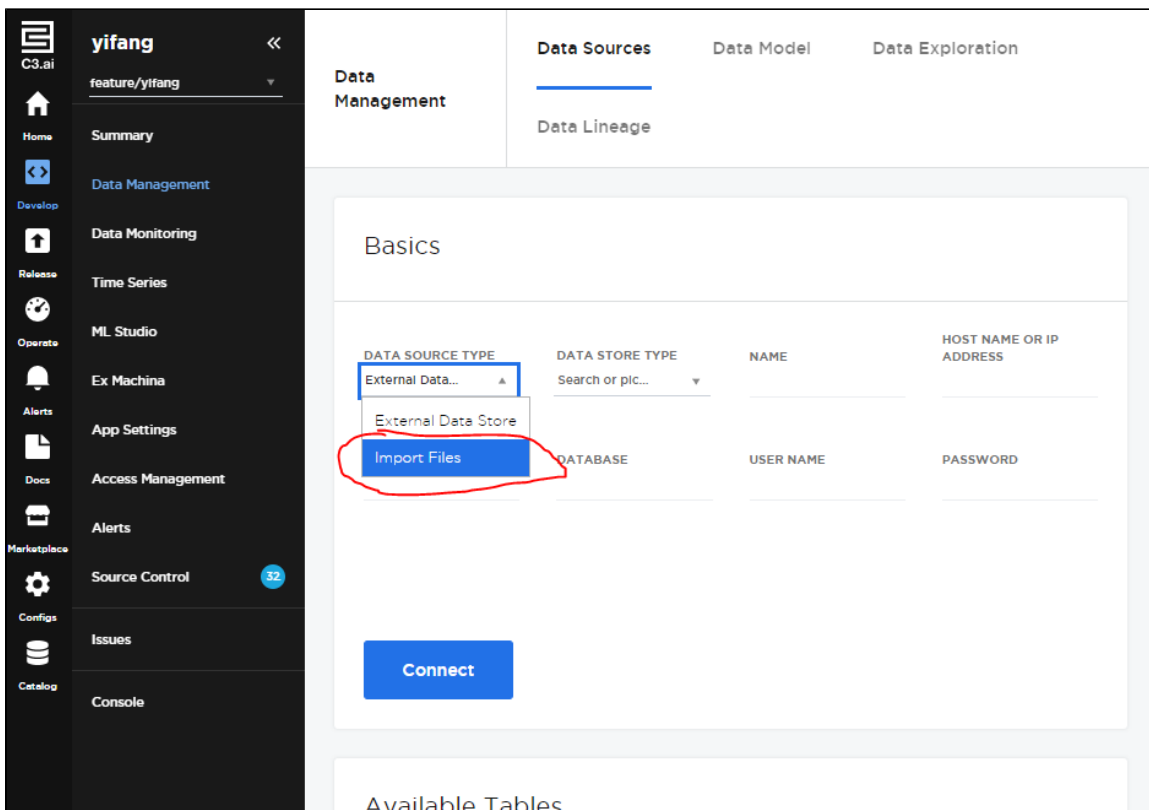 C3.ai
Home
Develop
Release
Operate
Alerts
Docs
Marketplace
Configs
Catalog
yifang
feature/yifang
Summary
Data Management
Data Monitoring
Time Series
ML Studio
Ex Machina
App Settings
Access Management
Alerts
Source Control 32
Issues
Console
Data
Management
Data Sources Data Model Data Exploration
Data Lineage
Basics
DATA SOURCE TYPE
External Data...
External Data Store
Import Files
DATA STORE TYPE
Search or pic...
NAME
HOST NAME OR IP
ADDRESS
DATABASE
USER NAME
PASSWORD
Connect
Available Tables